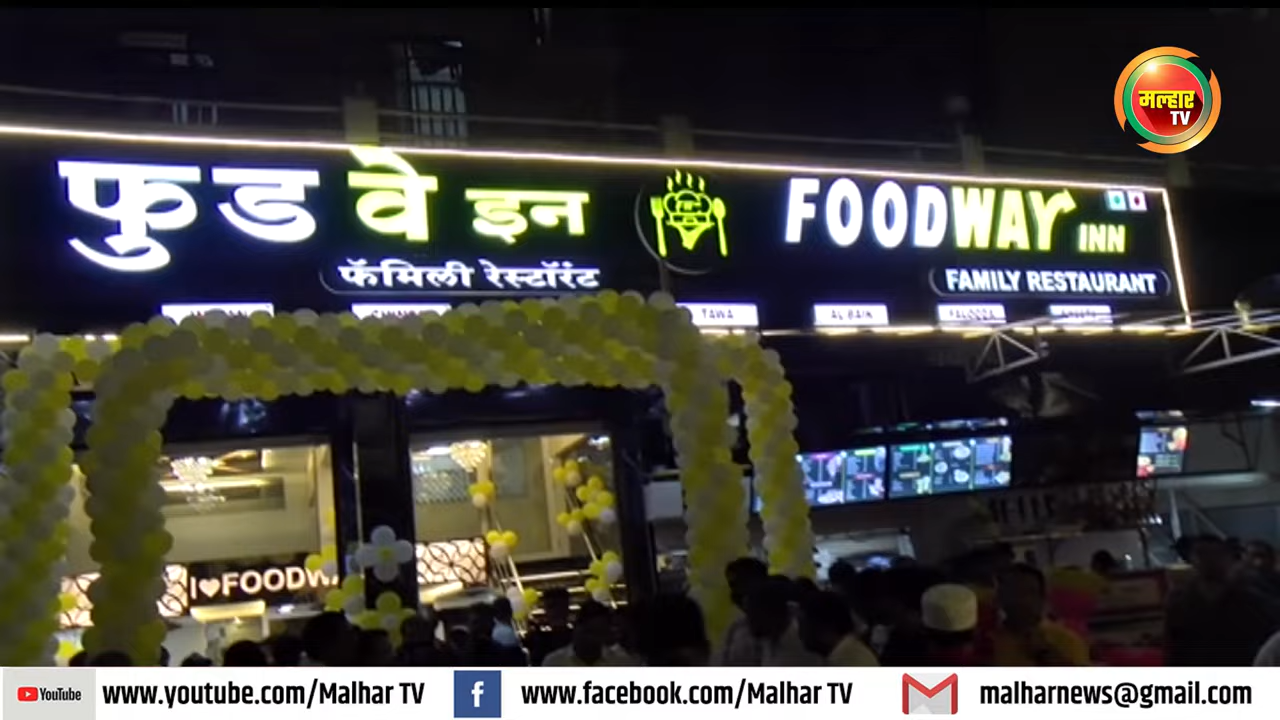 मल्हार
TV
फुड वे इन
FOODWAY INN
फॅमिली रेस्टॉरंट
FAMILY RESTAURANT
TAWA
AL BAIK
FALOODA
I♥FOODWA
YouTube
www.youtube.com/Malhar TV
www.facebook.com/Malhar TV
malharnews@gmail.com